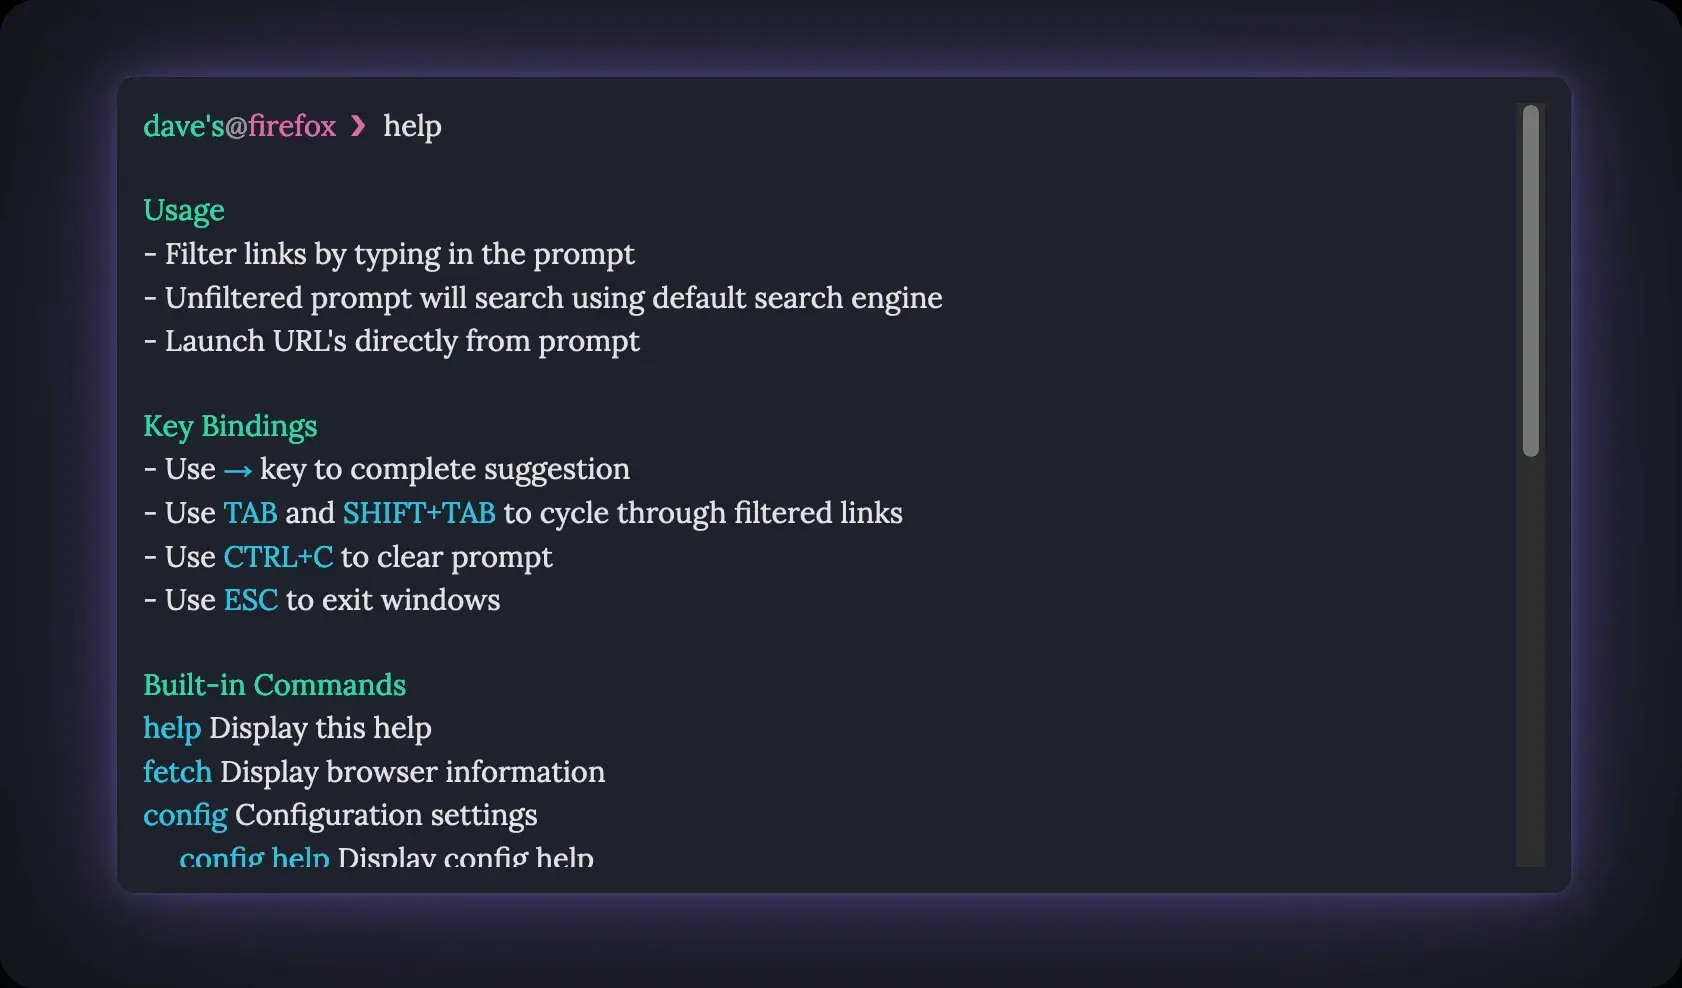 dave's@firefox ❯ help
Usage
- Filter links by typing in the prompt
- Unfiltered prompt will search using default search engine
- Launch URL's directly from prompt
Key Bindings
- Use → key to complete suggestion
- Use TAB and SHIFT+TAB to cycle through filtered links
- Use CTRL+C to clear prompt
- Use ESC to exit windows
Built-in Commands
help Display this help
fetch Display browser information
config Configuration settings
config help Display config help